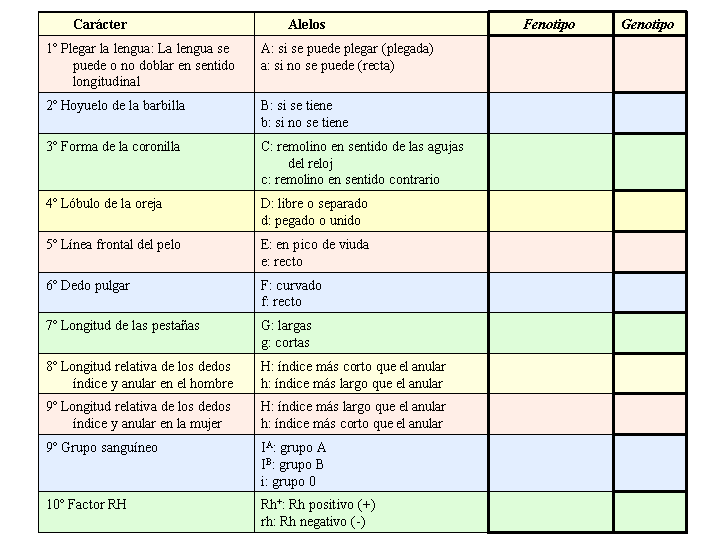 Carácter Alelos Fenotipo Genotipo
1º Plegar la lengua: La lengua se
puede o no doblar en sentido
longitudinal
A: si se puede plegar (plegada)
a: si no se puede (recta)
2º Hoyuelo de la barbilla
B: si se tiene
b: si no se tiene
3º Forma de la coronilla
C: remolino en sentido de las agujas
del reloj
c: remolino en sentido contrario
4º Lóbulo de la oreja
D: libre o separado
d: pegado o unido
5º Línea frontal del pelo
E: en pico de viuda
e: recto
6º Dedo pulgar
F: curvado
f: recto
7º Longitud de las pestañas
G: largas
g: cortas
8º Longitud relativa de los dedos
índice y anular en el hombre
H: índice más corto que el anular
h: índice más largo que el anular
9º Longitud relativa de los dedos
índice y anular en la mujer
H: índice más largo que el anular
h: índice más corto que el anular
9º Grupo sanguíneo
Iᴬ: grupo A
Iᴮ: grupo B
i: grupo 0
10º Factor RH
Rh⁺: Rh positivo (+)
rh: Rh negativo (-)